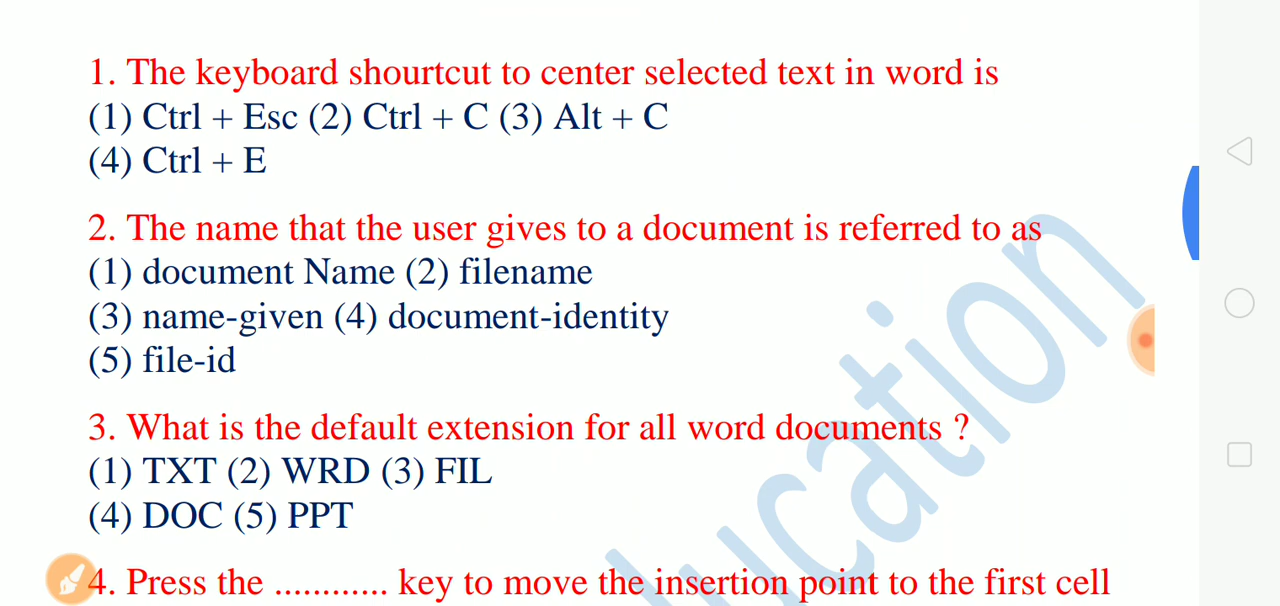 1. The keyboard shourtcut to center selected text in word is
(1) Ctrl + Esc (2) Ctrl + C (3) Alt + C
(4) Ctrl + E
2. The name that the user gives to a document is referred to as
(1) document Name (2) filename
(3) name-given (4) document-identity
(5) file-id
3. What is the default extension for all word documents ?
(1) TXT (2) WRD (3) FIL
(4) DOC (5) PPT
4. Press the ............ key to move the insertion point to the first cell